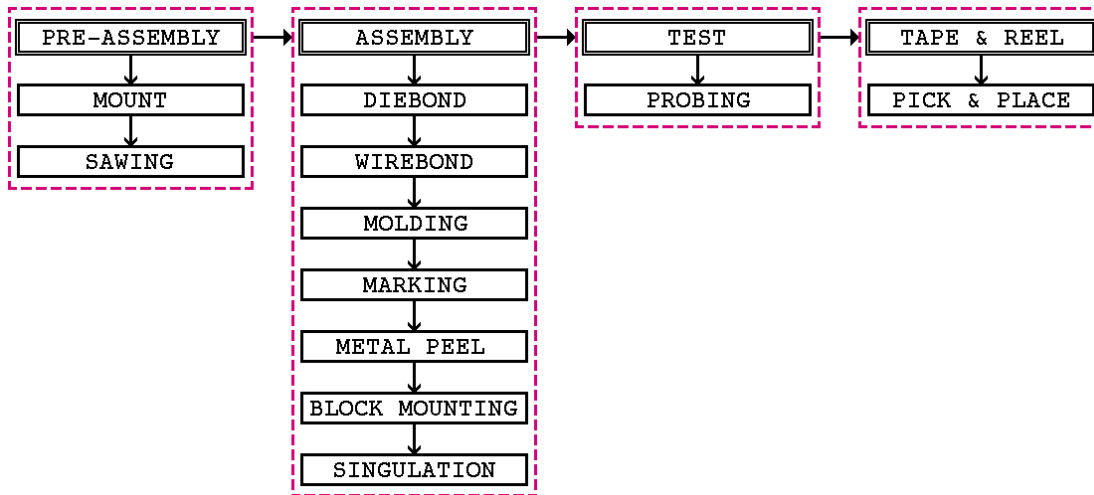 PRE-ASSEMBLY
MOUNT
SAWING
ASSEMBLY
DIEBOND
WIREBOND
MOLDING
MARKING
METAL PEEL
BLOCK MOUNTING
SINGULATION
TEST
PROBING
TAPE & REEL
PICK & PLACE